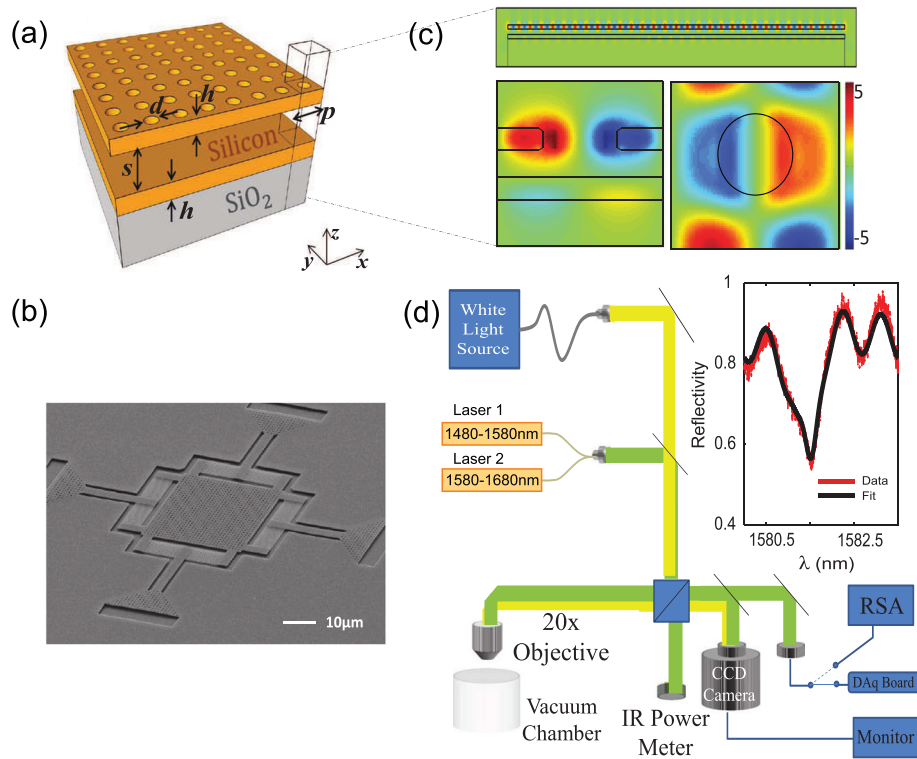 (a)
d
h
p
Silicon
s
h
SiO2
z
y
x
(b)
10μm
(c)
5
-5
(d)
White
Light
Source
Laser 1
1480-1580nm
Laser 2
1580-1680nm
1
0.8
0.6
0.4
Reflectivity
Data
Fit
1580.5
1582.5
λ (nm)
20x
Objective
Vacuum
Chamber
IR Power
Meter
CCD
Camera
RSA
DAq Board
Monitor